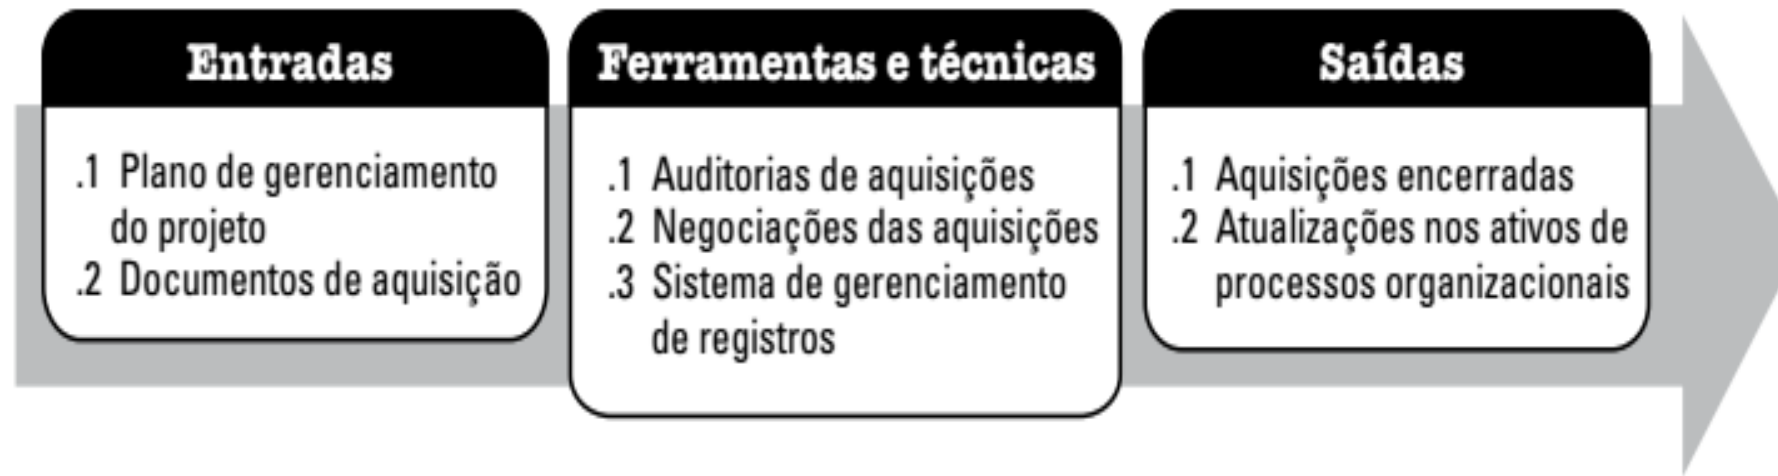 Entradas
.1 Plano de gerenciamento
do projeto
.2 Documentos de aquisição
Ferramentas e técnicas
.1 Auditorias de aquisições
.2 Negociações das aquisições
.3 Sistema de gerenciamento
de registros
Saídas
.1 Aquisições encerradas
.2 Atualizações nos ativos de
processos organizacionais